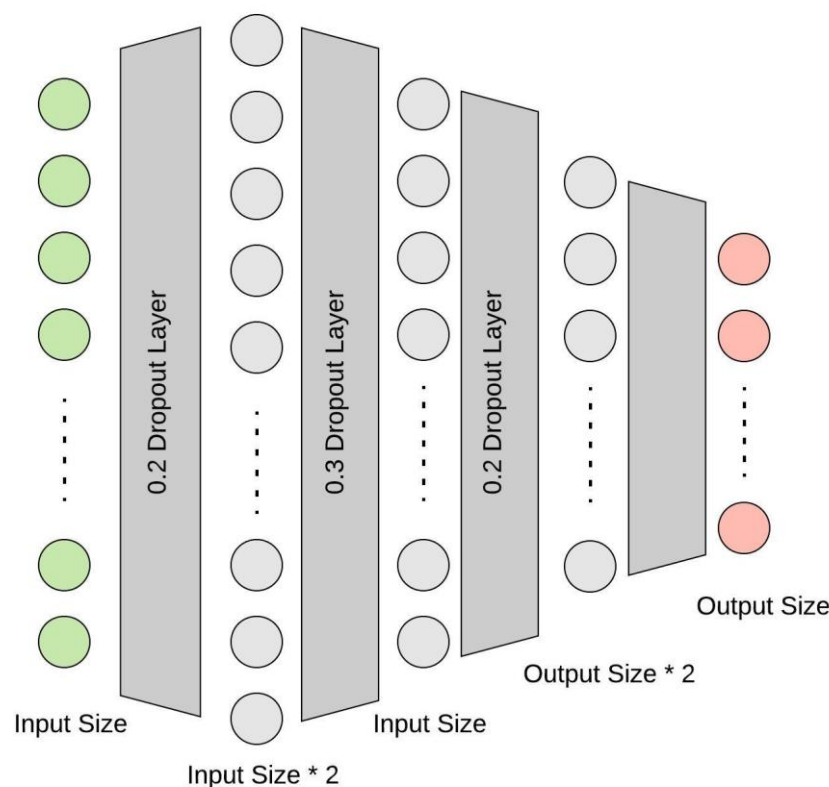 0.2 Dropout Layer
0.3 Dropout Layer
0.2 Dropout Layer
Output Size
Output Size * 2
Input Size
Input Size
Input Size * 2